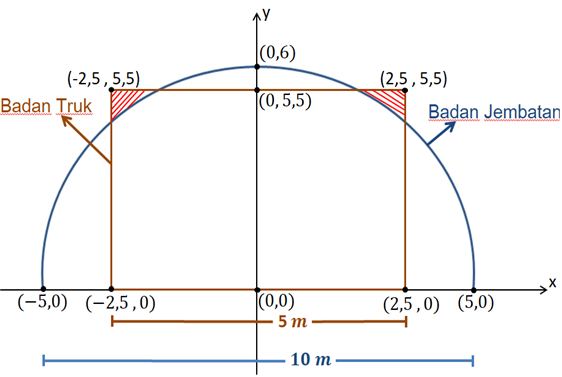 y
(0,6)
(-2,5 , 5,5)
(2,5 , 5,5)
Badan Truk
(0, 5,5)
Badan Jembatan
x
(−5,0)
(−2,5 , 0)
(0,0)
(2,5 , 0)
(5,0)
5 m
10 m